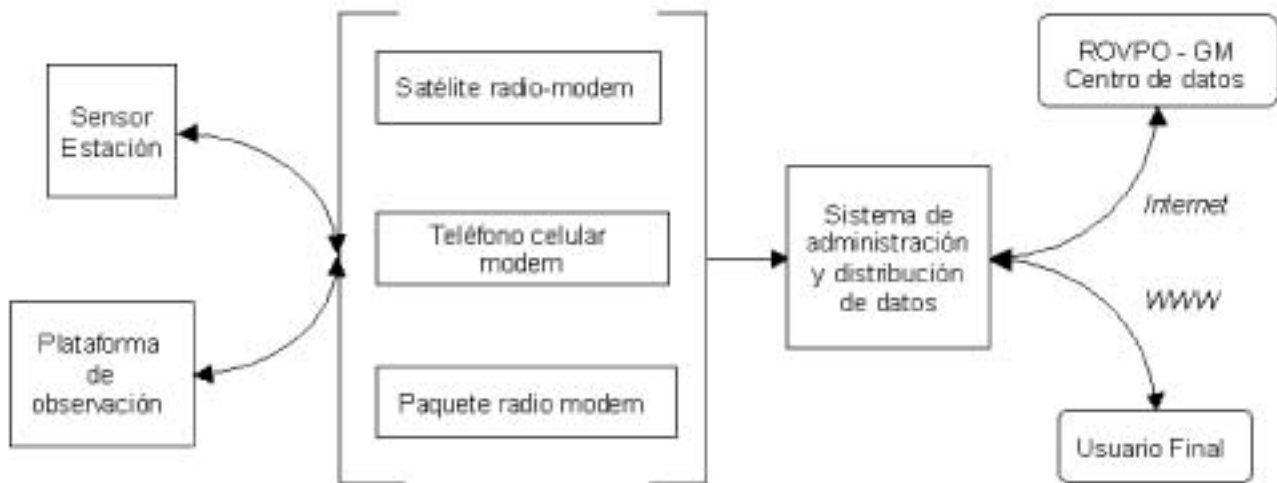 Sensor
Estación
Plataforma
de
observación
Satélite radio-modem
Teléfono celular
modem
Paquete radio modem
Sistema de
administración
y distribución
de datos
ROVPO - GM
Centro de datos
Internet
WWW
Usuario Final